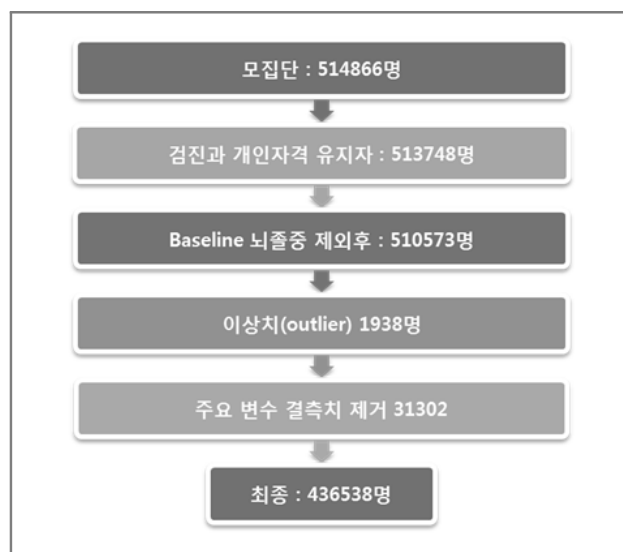 모집단 : 514866명
검진과 개인자격 유지자 : 513748명
Baseline 뇌졸중 제외후 : 510573명
이상치(outlier) 1938명
주요 변수 결측치 제거 31302
최종 : 436538명